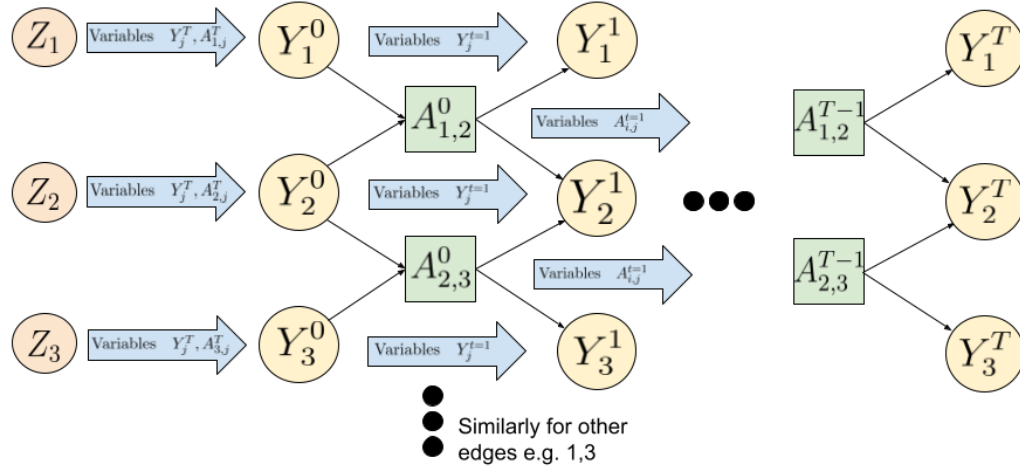 Z_1 Variables Y_j^T, A_{1,j}^T Y_1^0 Variables Y_j^{t=1} Y_1^1 Y_1^T
A_{1,2}^0 Variables A_{i,j}^{t=1} A_{1,2}^{T-1}
Z_2 Variables Y_j^T, A_{2,j}^T Y_2^0 Variables Y_j^{t=1} Y_2^1 Y_2^T
A_{2,3}^0 Variables A_{i,j}^{t=1} A_{2,3}^{T-1}
Z_3 Variables Y_j^T, A_{3,j}^T Y_3^0 Variables Y_j^{t=1} Y_3^1 Y_3^T
Similarly for other
edges e.g. 1,3